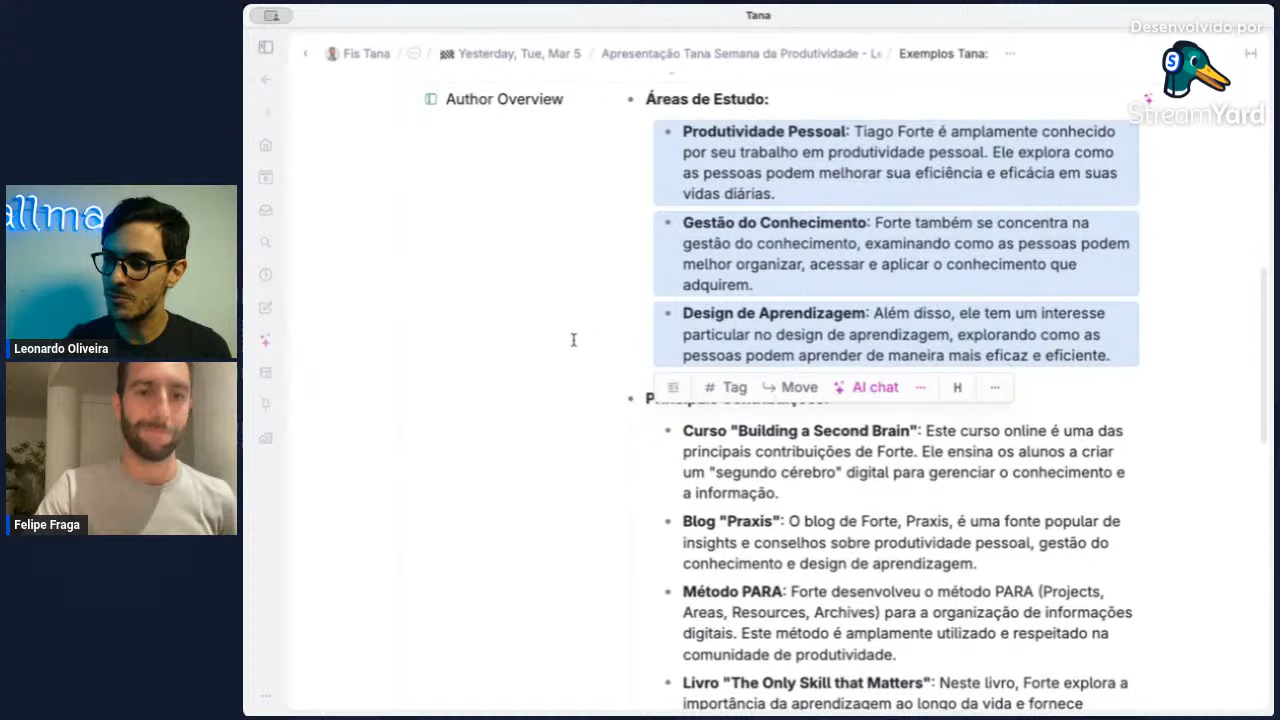 Tana
Desenvolvido por
StreamYard
Fis Tana / / Yesterday, Tue, Mar 5 / Apresentação Tana Semana da Produtividade - Le / Exemplos Tana: ...
Author Overview
Áreas de Estudo:
Produtividade Pessoal: Tiago Forte é amplamente conhecido
por seu trabalho em produtividade pessoal. Ele explora como
as pessoas podem melhorar sua eficiência e eficácia em suas
vidas diárias.
Gestão do Conhecimento: Forte também se concentra na
gestão do conhecimento, examinando como as pessoas podem
melhor organizar, acessar e aplicar o conhecimento que
adquirem.
Design de Aprendizagem: Além disso, ele tem um interesse
particular no design de aprendizagem, explorando como as
pessoas podem aprender de maneira mais eficaz e eficiente.
# Tag Move AI chat ... H ...
Curso "Building a Second Brain": Este curso online é uma das
principais contribuições de Forte. Ele ensina os alunos a criar
um "segundo cérebro" digital para gerenciar o conhecimento e
a informação.
Blog "Praxis": O blog de Forte, Praxis, é uma fonte popular de
insights e conselhos sobre produtividade pessoal, gestão do
conhecimento e design de aprendizagem.
Método PARA: Forte desenvolveu o método PARA (Projects,
Areas, Resources, Archives) para a organização de informações
digitais. Este método é amplamente utilizado e respeitado na
comunidade de produtividade.
Livro "The Only Skill that Matters": Neste livro, Forte explora a
importância da aprendizagem ao longo da vida e fornece
allma
Leonardo Oliveira
Felipe Fraga